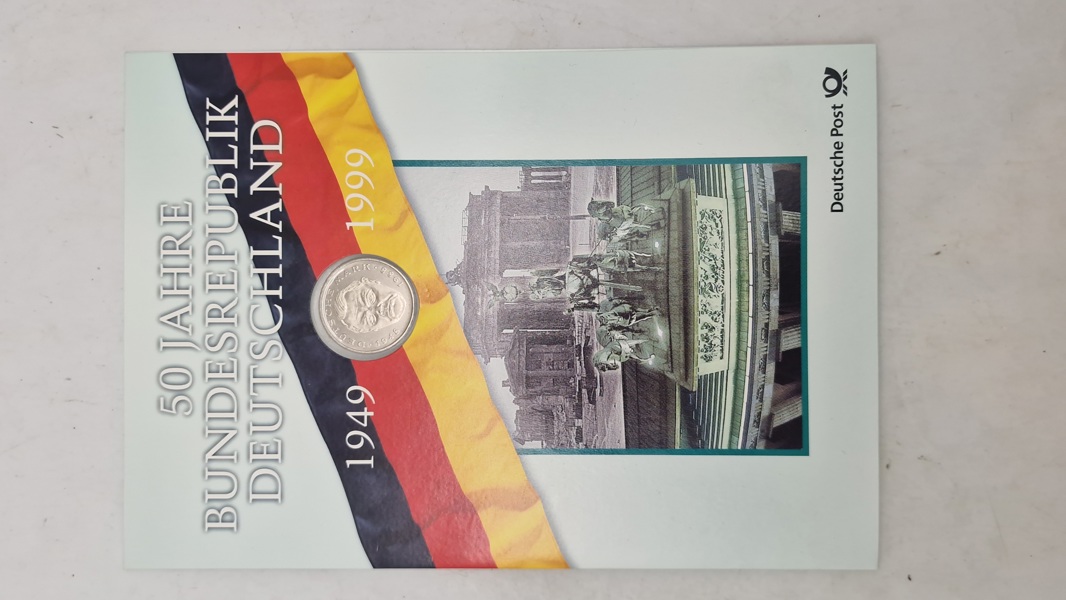 50 JAHRE
BUNDESREPUBLIK
DEUTSCHLAND
1949
1999
Deutsche Post